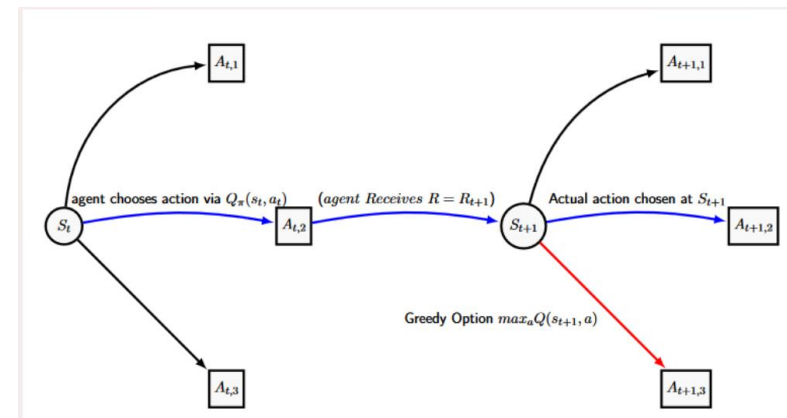 A_{t,1}
A_{t+1,1}
agent chooses action via Q_π(s_t, a_t)
(agent Receives R = R_{t+1})
Actual action chosen at S_{t+1}
S_t
A_{t,2}
S_{t+1}
A_{t+1,2}
Greedy Option max_a Q(s_{t+1}, a)
A_{t,3}
A_{t+1,3}